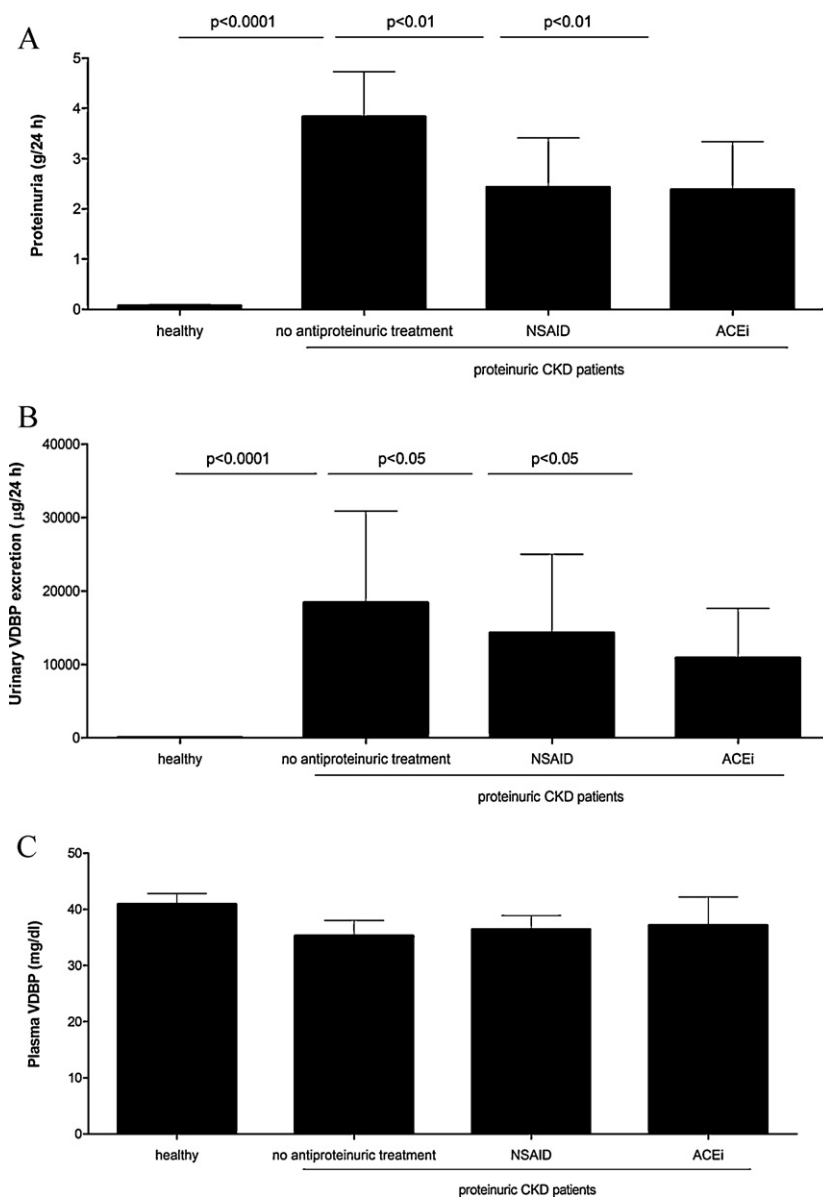 A
p<0.0001 p<0.01 p<0.01
Proteinuria (g/24 h)
5
4
3
2
1
0
healthy no antiproteinuric treatment NSAID ACEi
proteinuric CKD patients
B
p<0.0001 p<0.05 p<0.05
Urinary VDBP excretion ( µg/24 h)
40000
30000
20000
10000
0
healthy no antiproteinuric treatment NSAID ACEi
proteinuric CKD patients
C
Plasma VDBP (mg/dl)
50
40
30
20
10
0
healthy no antiproteinuric treatment NSAID ACEi
proteinuric CKD patients